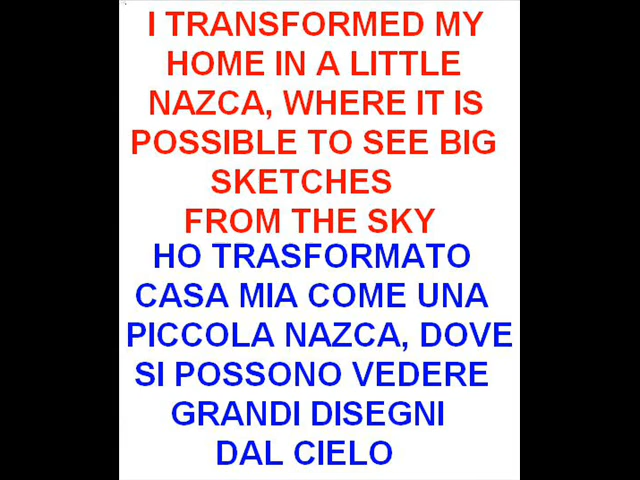 I TRANSFORMED MY
HOME IN A LITTLE
NAZCA, WHERE IT IS
POSSIBLE TO SEE BIG
SKETCHES
FROM THE SKY
HO TRASFORMATO
CASA MIA COME UNA
PICCOLA NAZCA, DOVE
SI POSSONO VEDERE
GRANDI DISEGNI
DAL CIELO